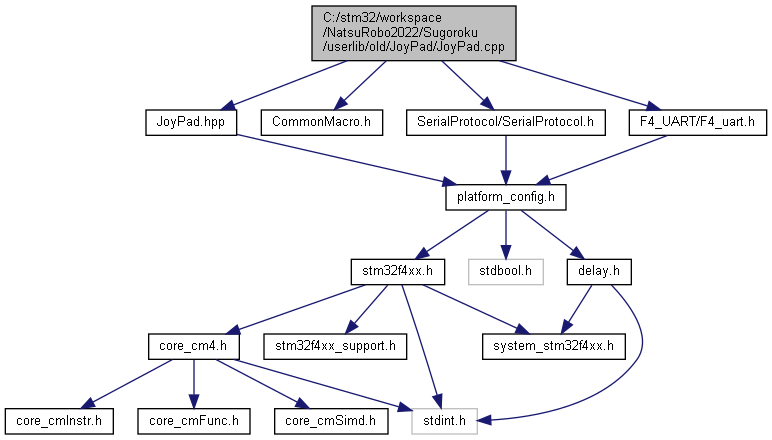 C:/stm32/workspace
/NatsuRobo2022/Sugoroku
/userlib/old/JoyPad/JoyPad.cpp
JoyPad.hpp
CommonMacro.h
SerialProtocol/SerialProtocol.h
F4_UART/F4_uart.h
platform_config.h
stm32f4xx.h
stdbool.h
delay.h
core_cm4.h
stm32f4xx_support.h
system_stm32f4xx.h
core_cmInstr.h
core_cmFunc.h
core_cmSimd.h
stdint.h